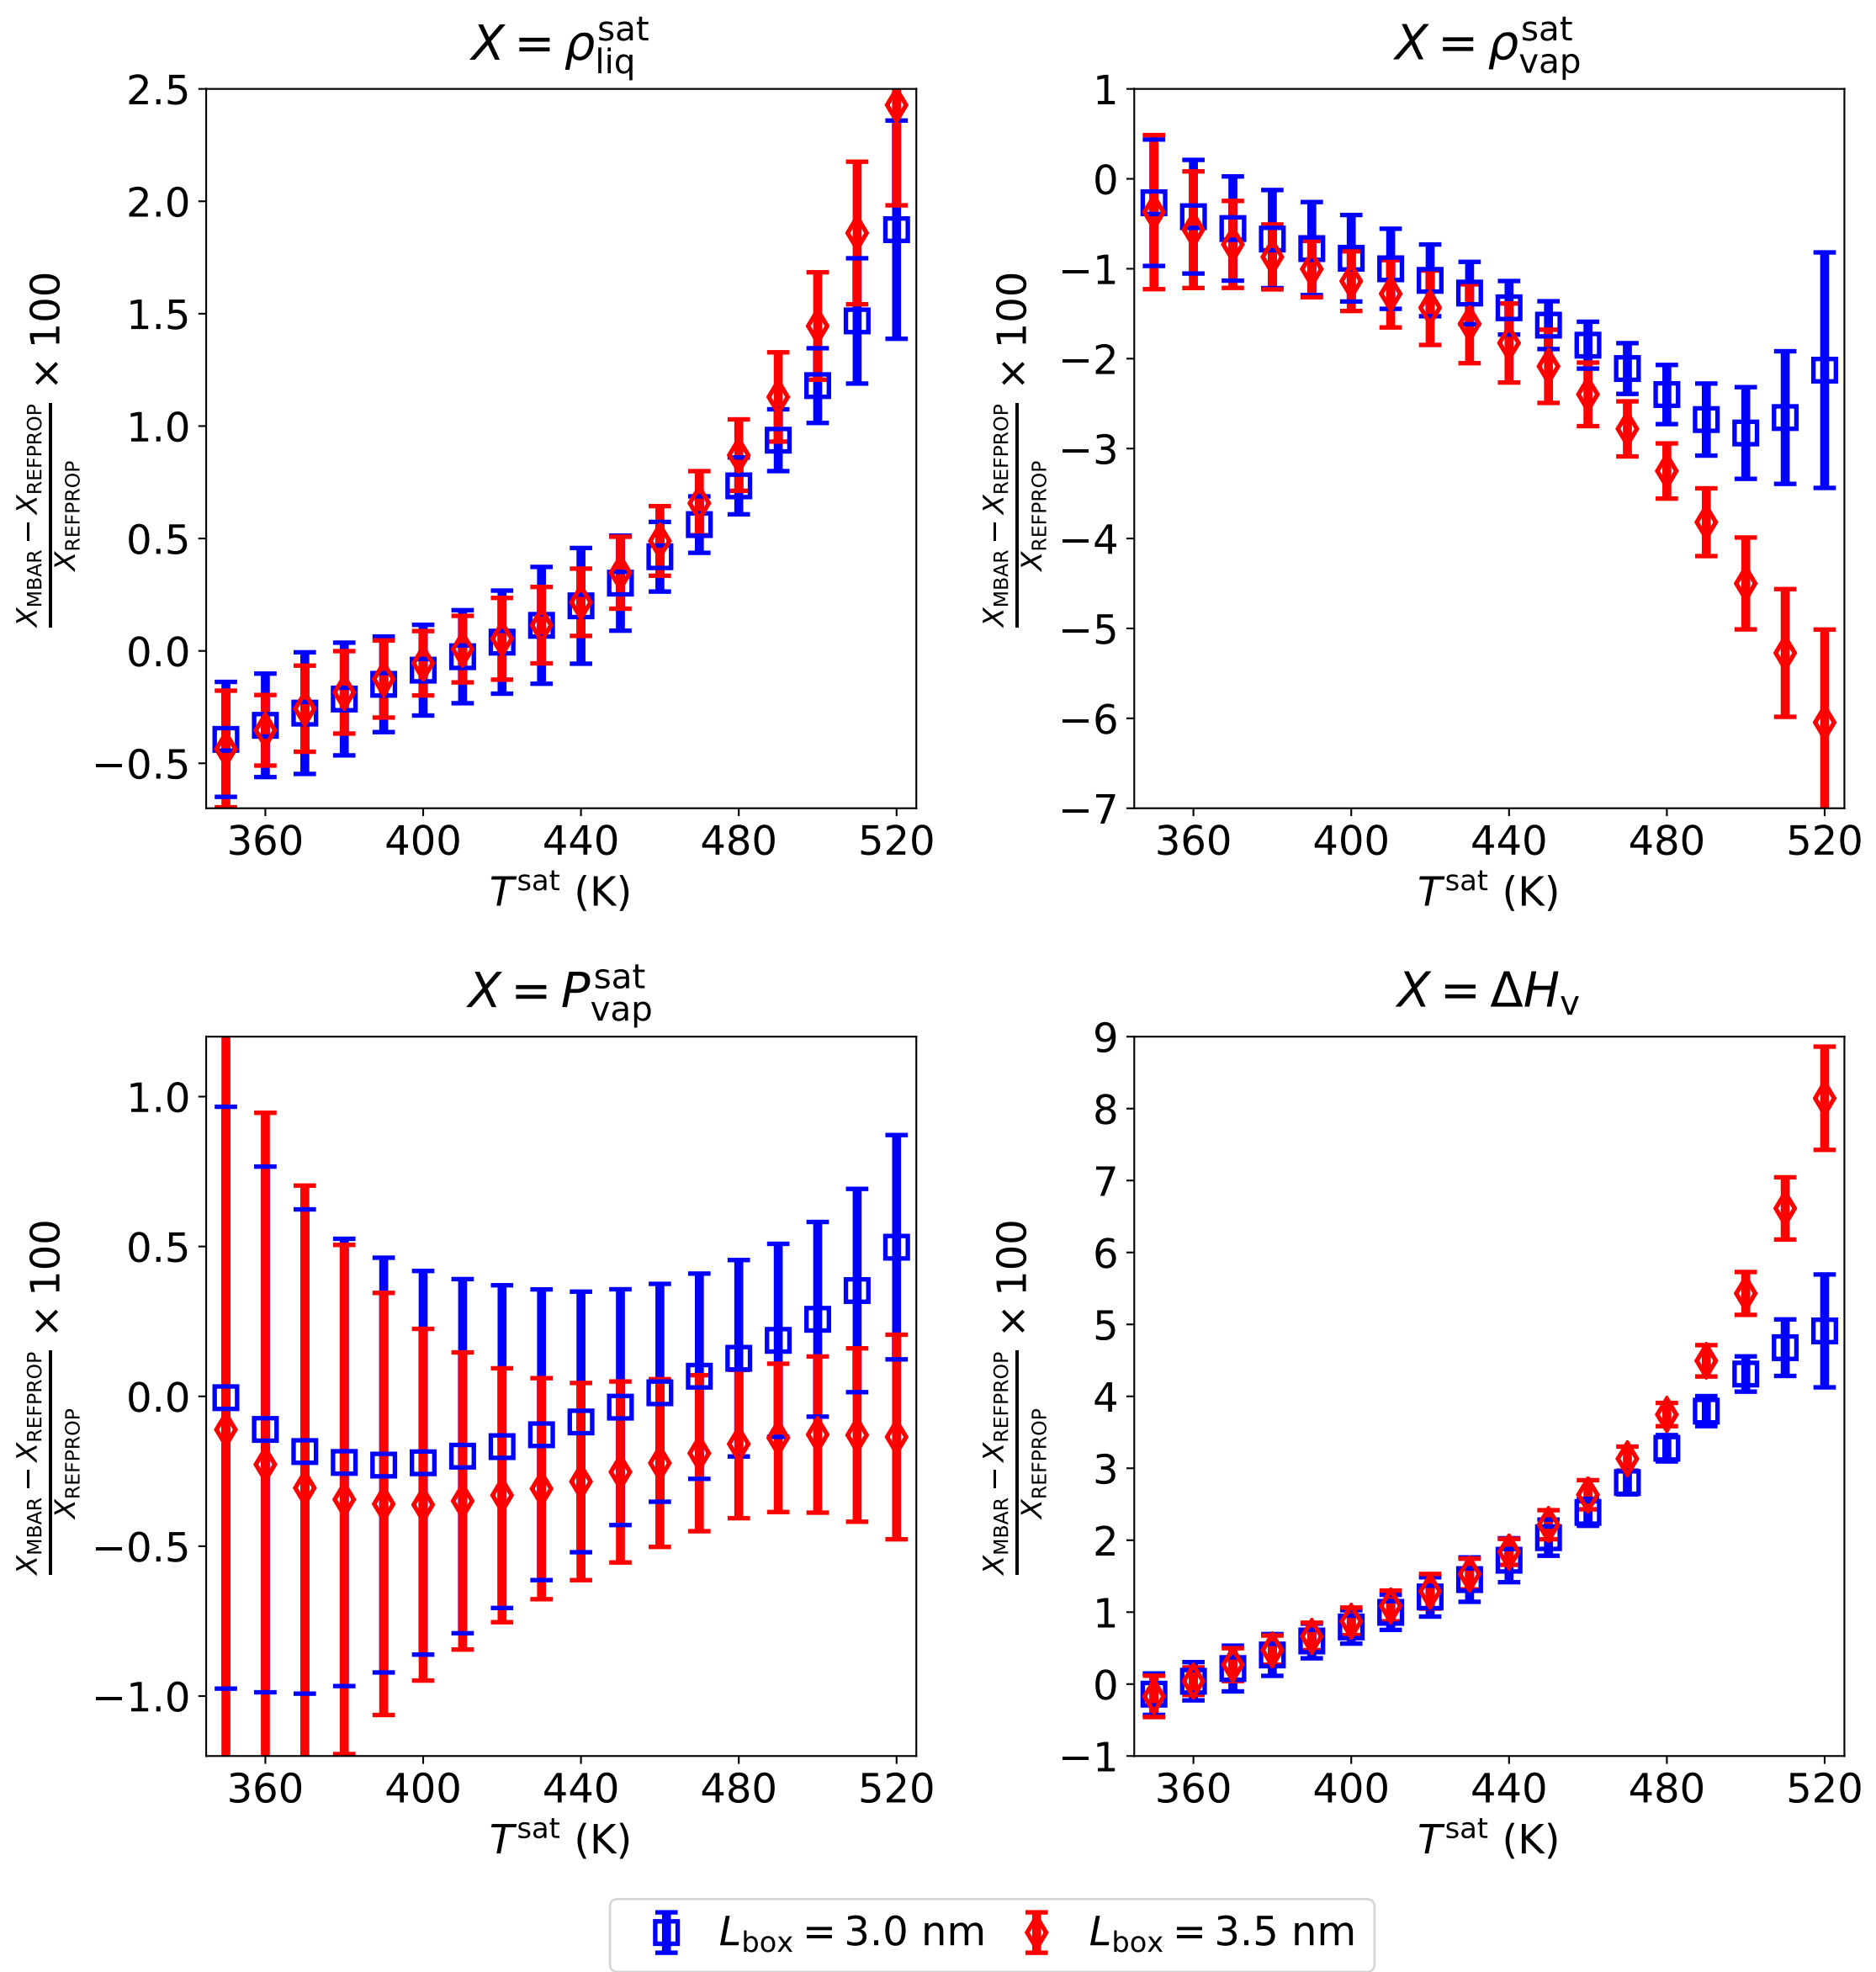 X = ρ_liq^sat
X = ρ_vap^sat
2.5
2.0
1.5
1.0
0.5
0.0
−0.5
1
0
−1
−2
−3
−4
−5
−6
−7
(X_MBAR − X_REFPROP) / X_REFPROP × 100
(X_MBAR − X_REFPROP) / X_REFPROP × 100
360 400 440 480 520
360 400 440 480 520
T^sat (K)
T^sat (K)
X = P_vap^sat
X = ΔH_v
1.0
0.5
0.0
−0.5
−1.0
9
8
7
6
5
4
3
2
1
0
−1
(X_MBAR − X_REFPROP) / X_REFPROP × 100
(X_MBAR − X_REFPROP) / X_REFPROP × 100
360 400 440 480 520
360 400 440 480 520
T^sat (K)
T^sat (K)
L_box = 3.0 nm L_box = 3.5 nm